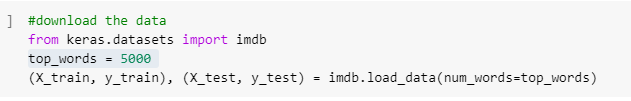 ] #download the data
from keras.datasets import imdb
top_words = 5000
(X_train, y_train), (X_test, y_test) = imdb.load_data(num_words=top_words)